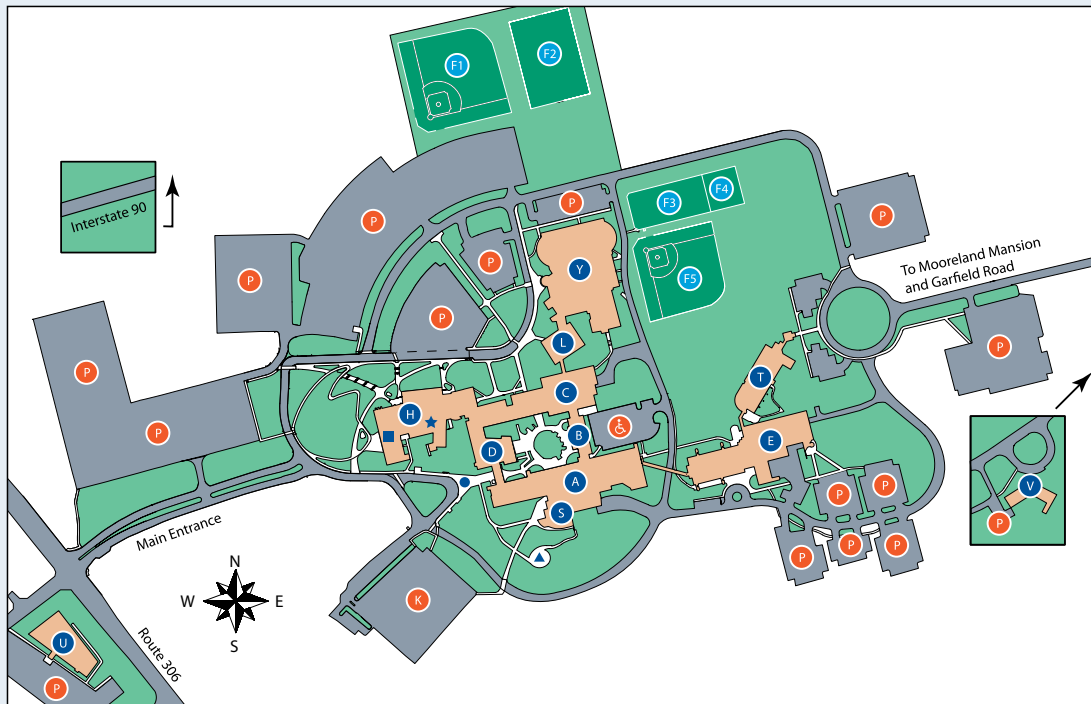 F1
F2
Interstate 90
P
F3
F4
P
P
To Mooreland Mansion
and Garfield Road
P
Y
F5
P
P
L
P
P
T
C
H
P
B
E
D
A
P
P
V
S
P
Main Entrance
P
P
P
N
W
E
S
K
U
Route 306
P